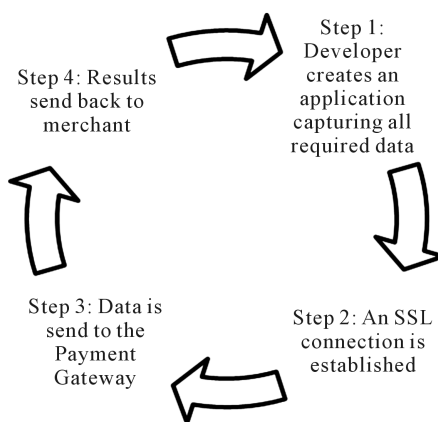 Step 1:
Developer
creates an
application
capturing all
required data
Step 2: An SSL
connection is
established
Step 3: Data is
send to the
Payment
Gateway
Step 4: Results
send back to
merchant